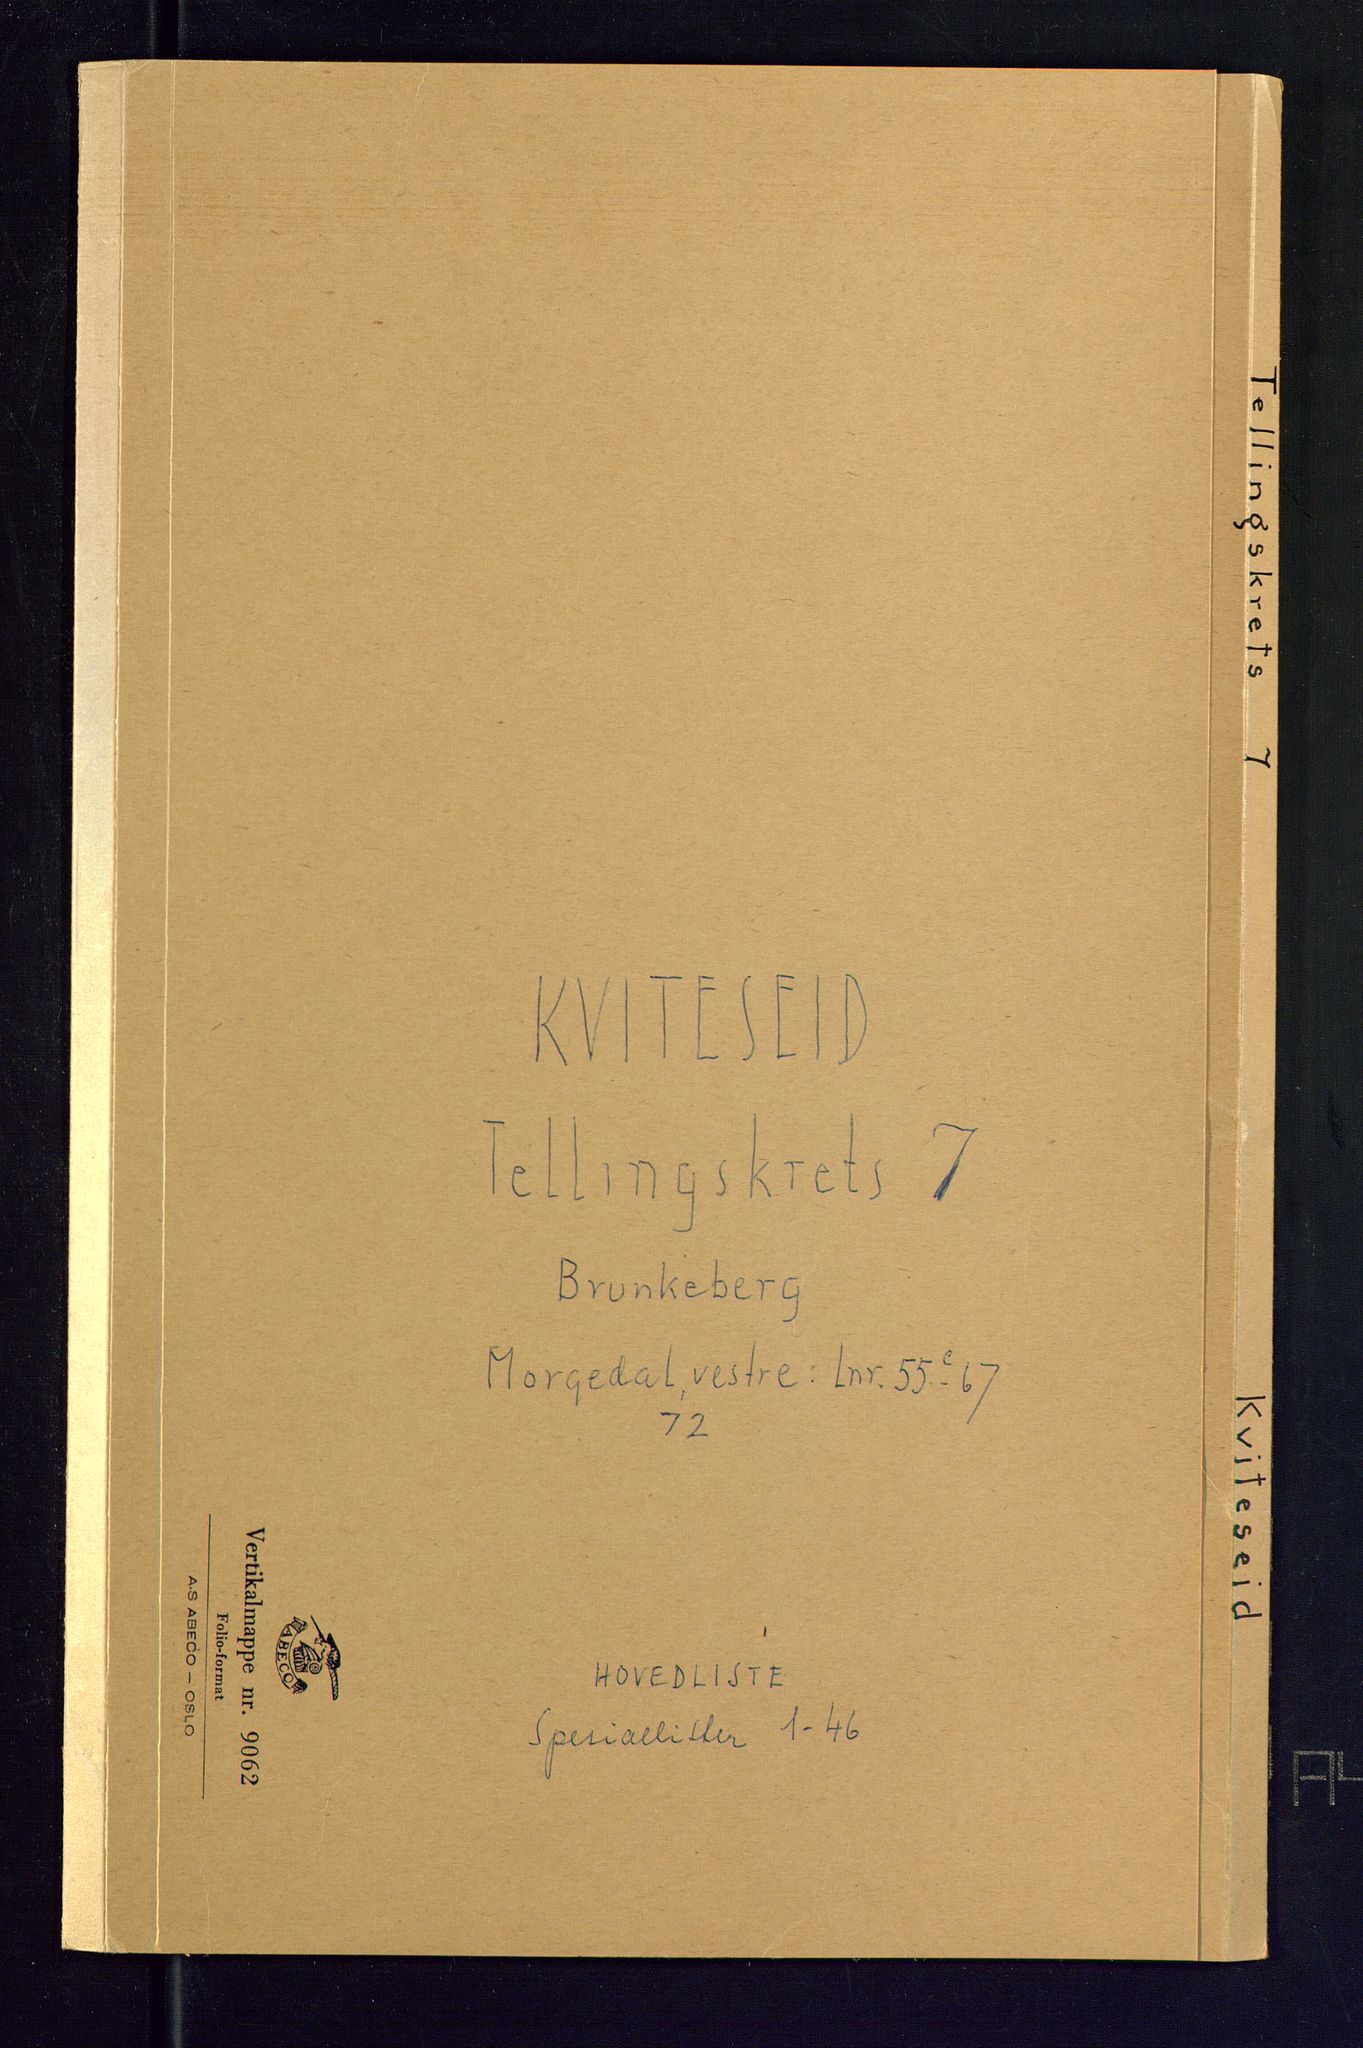 KVITESEID
Tellingskrets 7
Brunkeberg
Morgedal, vestre: Lnr. 55c-67
72
HOVEDLISTE
Spesiallister 1-46
Tellingskrets 7
Kviteseid
ABECO
Vertikalmappe nr. 9062
Folio-format
A.S ABECO – OSLO